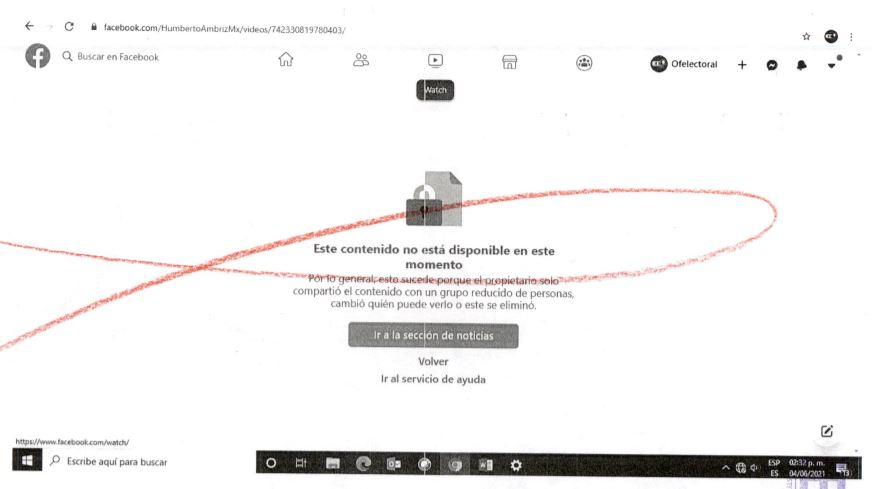 facebook.com/HumbertoAmbrizMx/videos/742330819780403/
Buscar en Facebook
Ofelectoral
Watch
Este contenido no está disponible en este
momento
Por lo general, esto sucede porque el propietario solo
compartió el contenido con un grupo reducido de personas,
cambió quién puede verlo o este se eliminó.
Ir a la sección de noticias
Volver
Ir al servicio de ayuda
https://www.facebook.com/watch/
Escribe aquí para buscar
ESP
ES
02:32 p. m.
04/06/2021